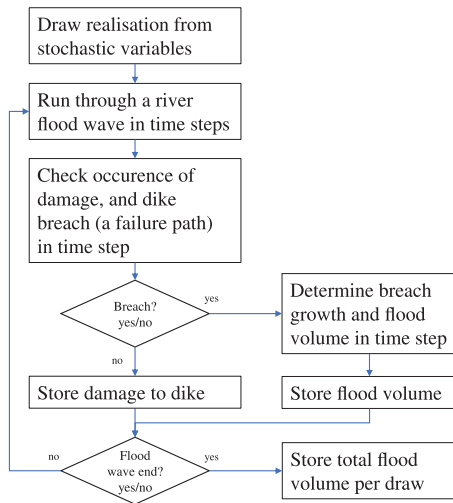 Draw realisation from
stochastic variables
Run through a river
flood wave in time steps
Check occurence of
damage, and dike
breach (a failure path)
in time step
Breach?
yes/no
yes
no
Determine breach
growth and flood
volume in time step
Store damage to dike
Store flood volume
Flood
wave end?
yes/no
no
yes
Store total flood
volume per draw